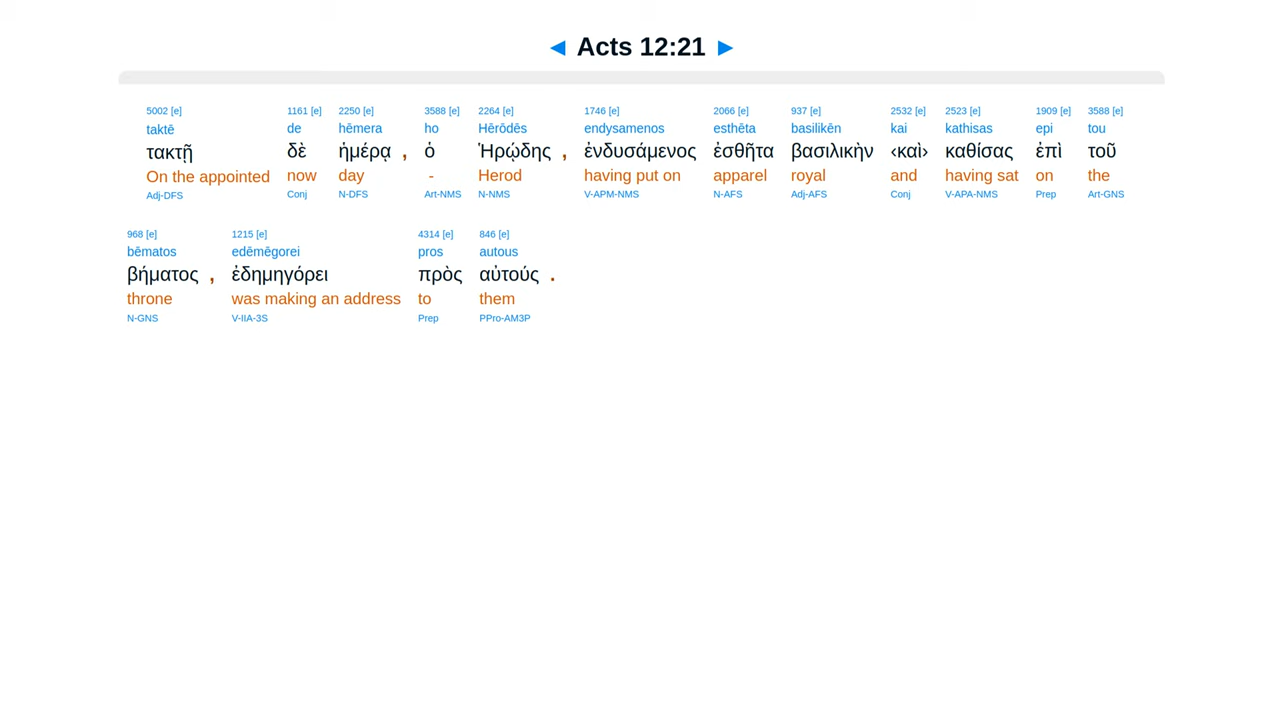 ◄ Acts 12:21 ►
5002 [e] 1161 [e] 2250 [e] 3588 [e] 2264 [e] 1746 [e] 2066 [e] 937 [e] 2532 [e] 2523 [e] 1909 [e] 3588 [e]
taktē de hēmera ho Hērōdēs endysamenos esthēta basilikēn kai kathisas epi tou
τακτῇ δὲ ἡμέρᾳ , ὁ Ἡρῴδης , ἐνδυσάμενος ἐσθῆτα βασιλικὴν ‹καὶ› καθίσας ἐπὶ τοῦ
On the appointed now day - Herod having put on apparel royal and having sat on the
Adj-DFS Conj N-DFS Art-NMS N-NMS V-APM-NMS N-AFS Adj-AFS Conj V-APA-NMS Prep Art-GNS
968 [e] 1215 [e] 4314 [e] 846 [e]
bēmatos edēmēgorei pros autous
βήματος , ἐδημηγόρει πρὸς αὐτούς .
throne was making an address to them
N-GNS V-IIA-3S Prep PPro-AM3P